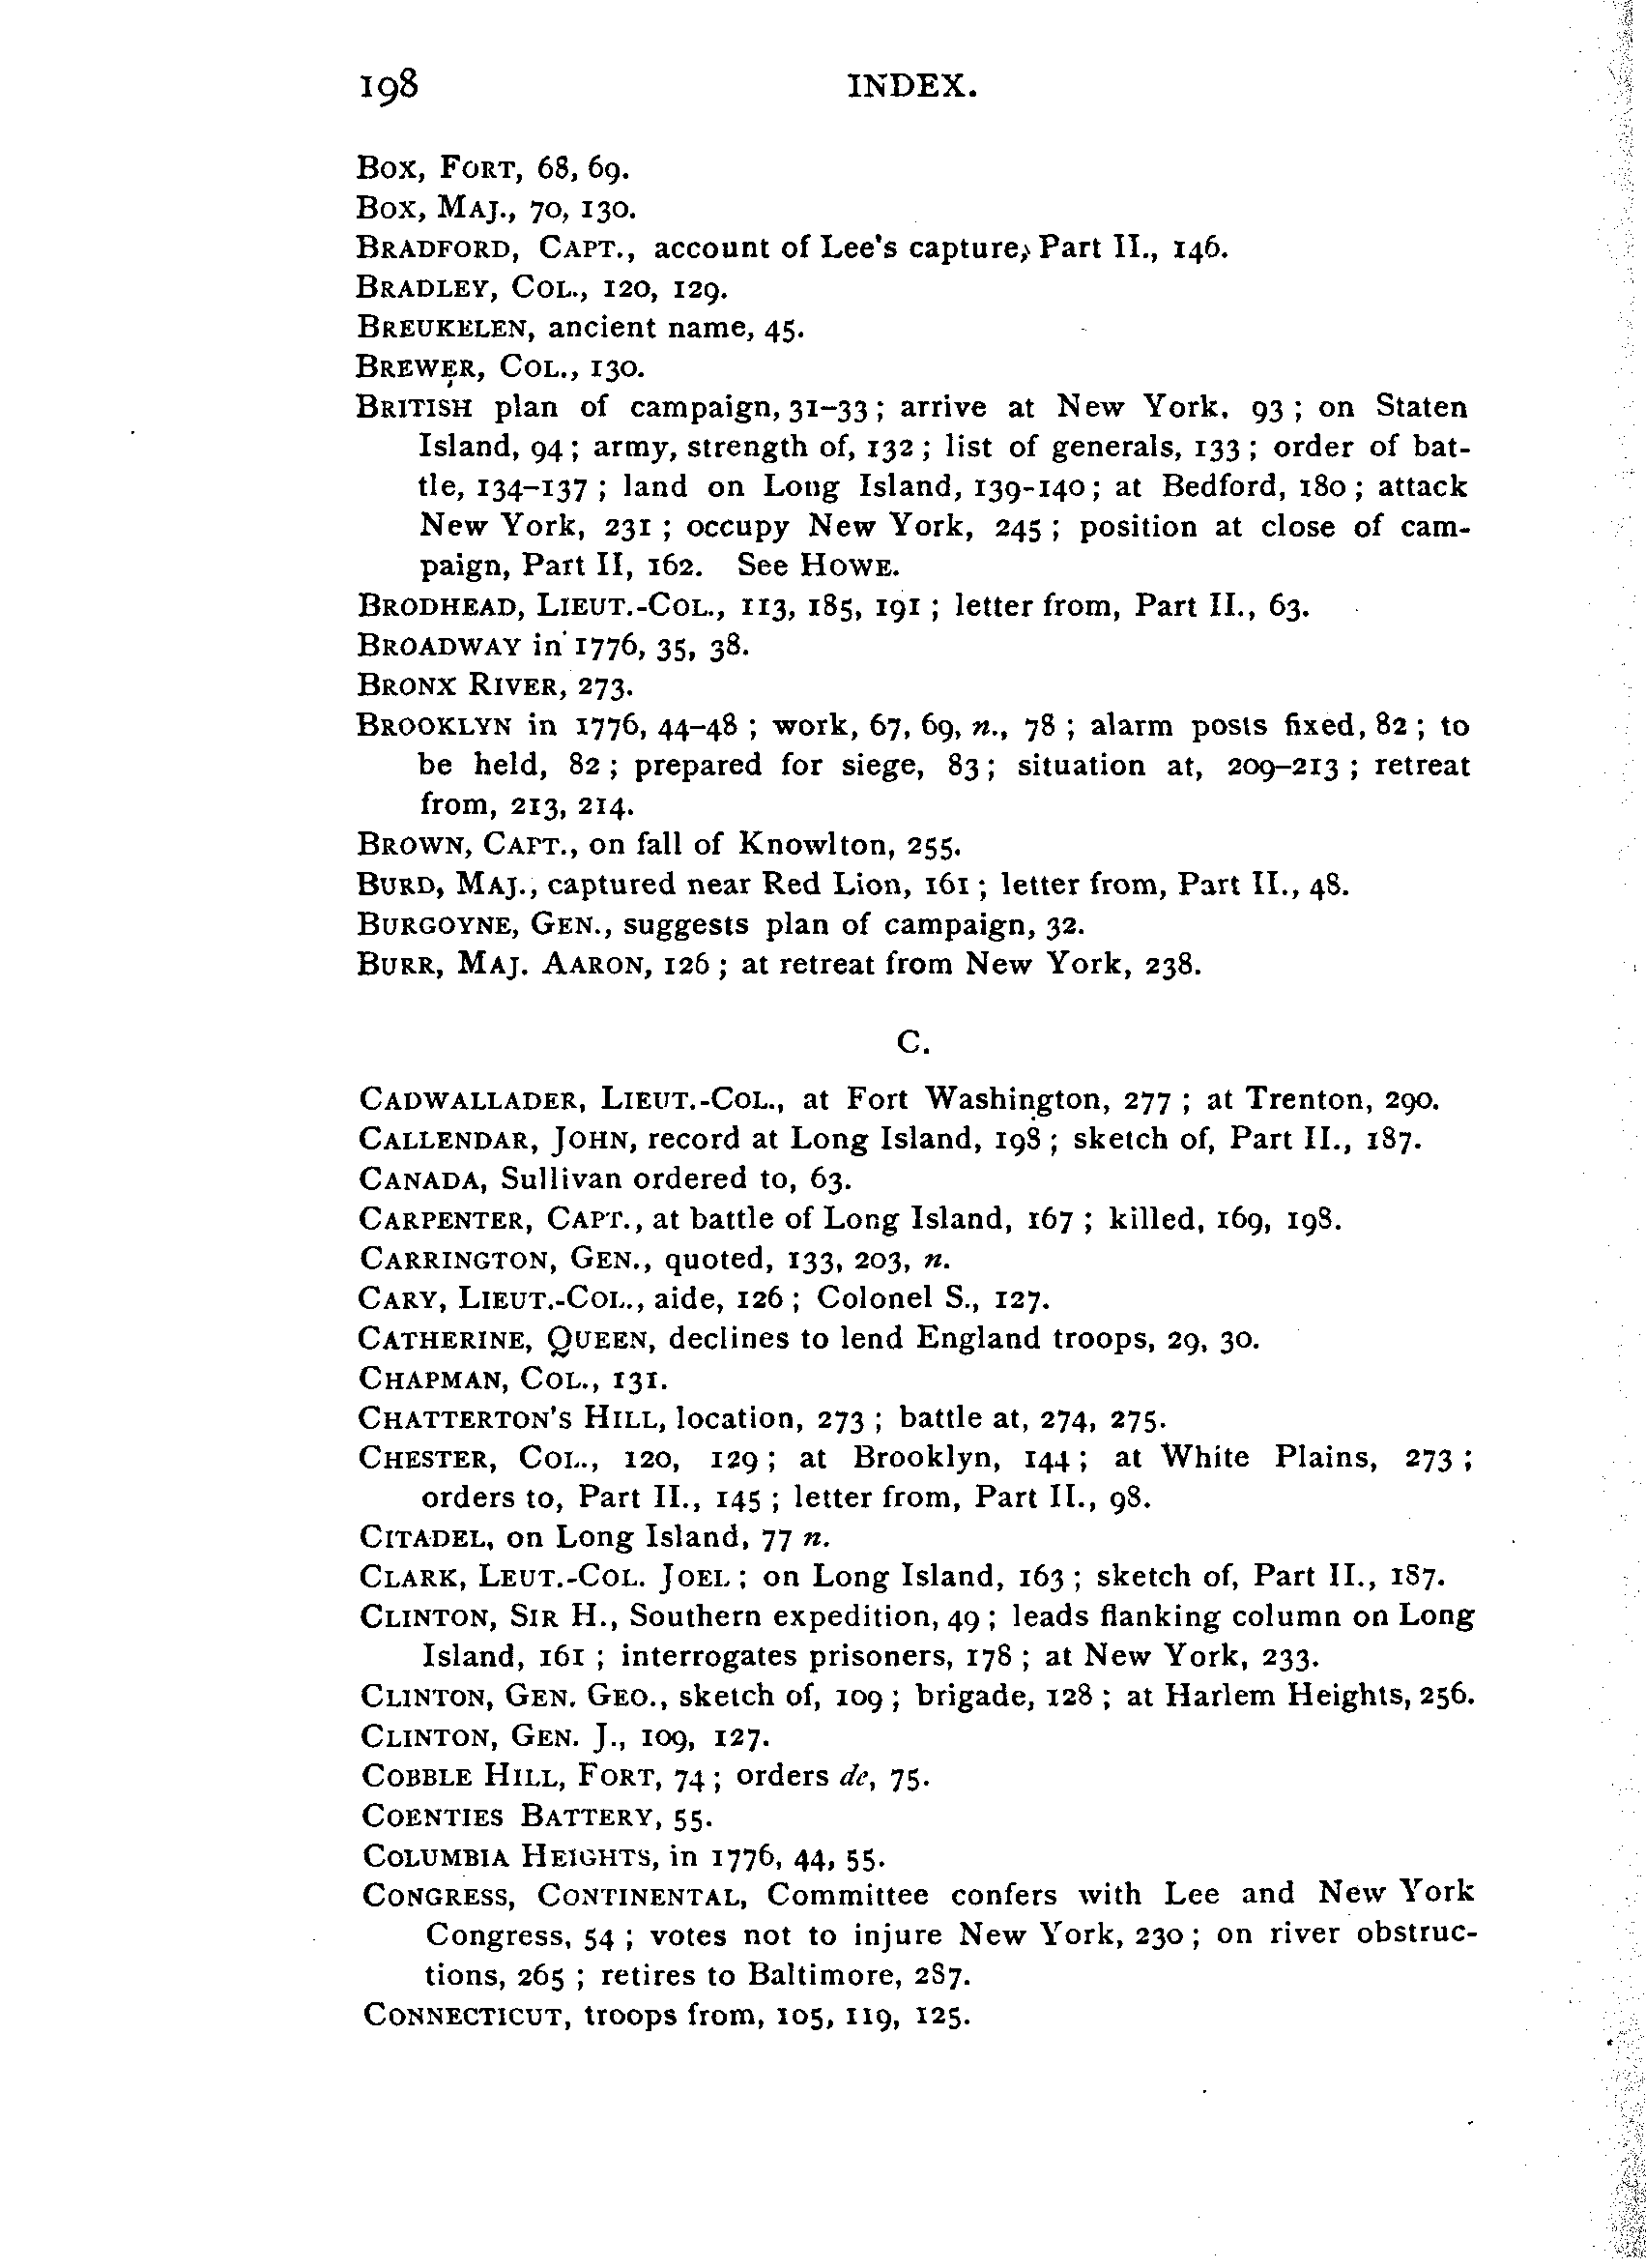 198 INDEX.
BOX, FORT, 68, 69.
BOX, MAJ., 70, 130.
BRADFORD, CAPT., account of Lee's capture, Part II., 146.
BRADLEY, COL., 120, 129.
BREUKELEN, ancient name, 45.
BREWER, COL., 130.
BRITISH plan of campaign, 31–33; arrive at New York, 93; on Staten
Island, 94; army, strength of, 132; list of generals, 133; order of bat-
tle, 134–137; land on Long Island, 139-140; at Bedford, 180; attack
New York, 231; occupy New York, 245; position at close of cam-
paign, Part II, 162. See HOWE.
BRODHEAD, LIEUT.-COL., 113, 185, 191; letter from, Part II., 63.
BROADWAY in 1776, 35, 38.
BRONX RIVER, 273.
BROOKLYN in 1776, 44–48; work, 67, 69, n., 78; alarm posts fixed, 82; to
be held, 82; prepared for siege, 83; situation at, 209–213; retreat
from, 213, 214.
BROWN, CAPT., on fall of Knowlton, 255.
BURD, MAJ., captured near Red Lion, 161; letter from, Part II., 48.
BURGOYNE, GEN., suggests plan of campaign, 32.
BURR, MAJ. AARON, 126; at retreat from New York, 238.
C.
CADWALLADER, LIEUT.-COL., at Fort Washington, 277; at Trenton, 290.
CALLENDAR, JOHN, record at Long Island, 198; sketch of, Part II., 187.
CANADA, Sullivan ordered to, 63.
CARPENTER, CAPT., at battle of Long Island, 167; killed, 169, 198.
CARRINGTON, GEN., quoted, 133, 203, n.
CARY, LIEUT.-COL., aide, 126; Colonel S., 127.
CATHERINE, QUEEN, declines to lend England troops, 29, 30.
CHAPMAN, COL., 131.
CHATTERTON'S HILL, location, 273; battle at, 274, 275.
CHESTER, COL., 120, 129; at Brooklyn, 144; at White Plains, 273;
orders to, Part II., 145; letter from, Part II., 98.
CITADEL, on Long Island, 77 n.
CLARK, LEUT.-COL. JOEL; on Long Island, 163; sketch of, Part II., 187.
CLINTON, SIR H., Southern expedition, 49; leads flanking column on Long
Island, 161; interrogates prisoners, 178; at New York, 233.
CLINTON, GEN. GEO., sketch of, 109; brigade, 128; at Harlem Heights, 256.
CLINTON, GEN. J., 109, 127.
COBBLE HILL, FORT, 74; orders de, 75.
COENTIES BATTERY, 55.
COLUMBIA HEIGHTS, in 1776, 44, 55.
CONGRESS, CONTINENTAL, Committee confers with Lee and New York
Congress, 54; votes not to injure New York, 230; on river obstruc-
tions, 265; retires to Baltimore, 287.
CONNECTICUT, troops from, 105, 119, 125.